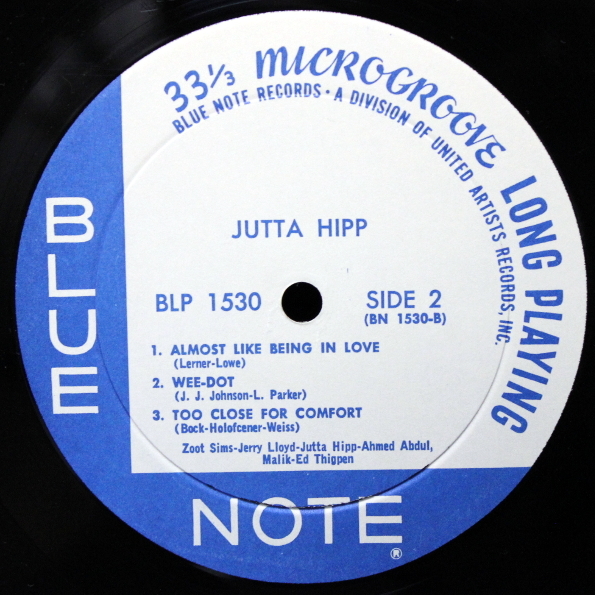 33⅓ MICROGROOVE LONG PLAYING
BLUE NOTE RECORDS • A DIVISION OF UNITED ARTISTS RECORDS, INC.
JUTTA HIPP
BLP 1530
SIDE 2
(BN 1530-B)
1. ALMOST LIKE BEING IN LOVE
(Lerner-Lowe)
2. WEE-DOT
(J. J. Johnson-L. Parker)
3. TOO CLOSE FOR COMFORT
(Bock-Holofcener-Weiss)
Zoot Sims-Jerry Lloyd-Jutta Hipp-Ahmed Abdul,
Malik-Ed Thigpen
BLUE
NOTE®